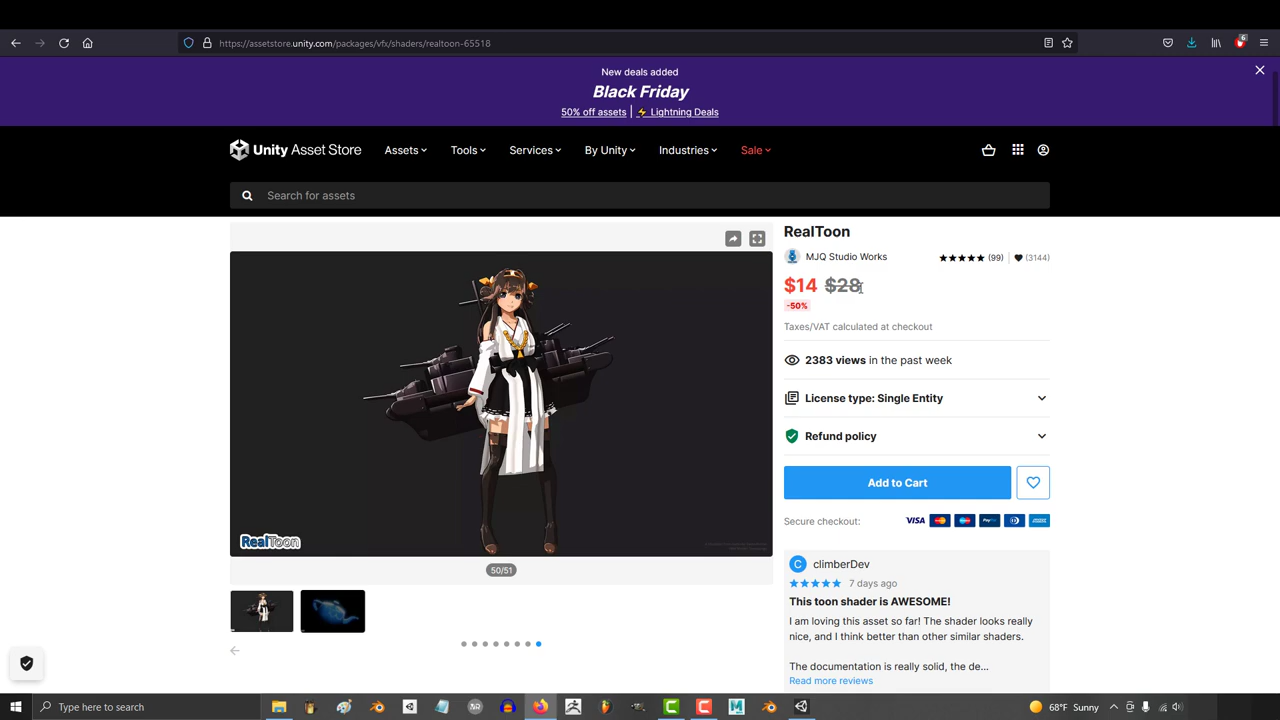 https://assetstore.unity.com/packages/vfx/shaders/realtoon-65518
6
New deals added
Black Friday
50% off assets | ⚡ Lightning Deals
Unity Asset Store
Assets
Tools
Services
By Unity
Industries
Sale
Search for assets
RealToon
MJQ Studio Works
★★★★★ (99) | (3144)
$14 $28
-50%
Taxes/VAT calculated at checkout
2383 views in the past week
License type: Single Entity
Refund policy
Add to Cart
Secure checkout: VISA
RealToon
50/51
C climberDev
★★★★★ 7 days ago
This toon shader is AWESOME!
I am loving this asset so far! The shader looks really
nice, and I think better than other similar shaders.
The documentation is really solid, the de...
Read more reviews
Type here to search
68°F Sunny